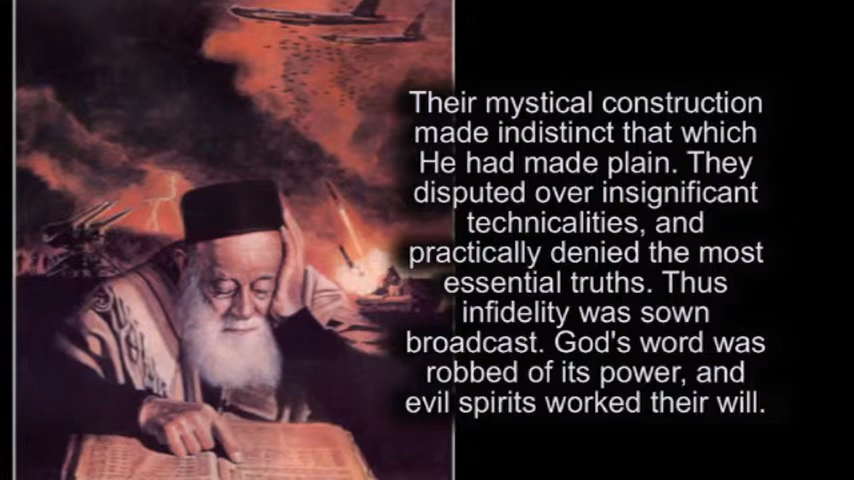 Their mystical construction
made indistinct that which
He had made plain. They
disputed over insignificant
technicalities, and
practically denied the most
essential truths. Thus
infidelity was sown
broadcast. God's word was
robbed of its power, and
evil spirits worked their will.